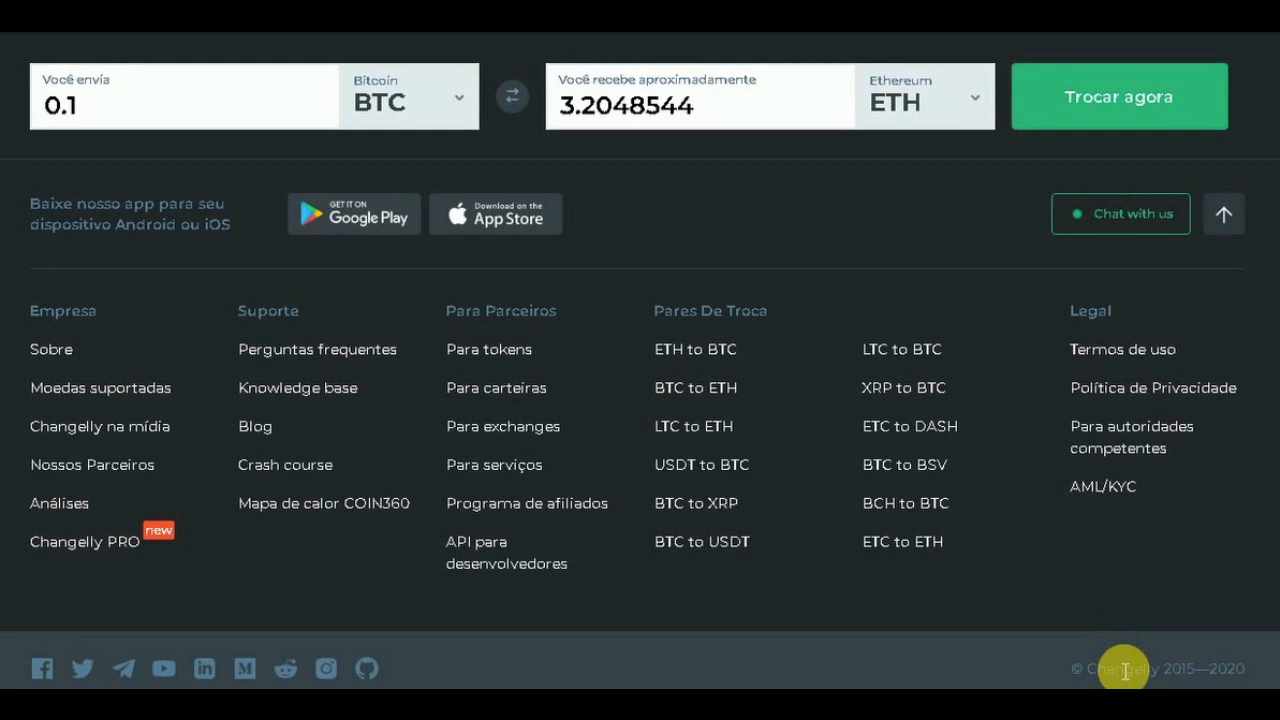 Você envia
0.1
Bitcoin
BTC
Você recebe aproximadamente
3.2048544
Ethereum
ETH
Trocar agora
Baixe nosso app para seu
dispositivo Android ou iOS
GET IT ON
Google Play
Download on the
App Store
Chat with us
Empresa
Sobre
Moedas suportadas
Changelly na mídia
Nossos Parceiros
Análises
Changelly PRO
new
Suporte
Perguntas frequentes
Knowledge base
Blog
Crash course
Mapa de calor COIN360
Para Parceiros
Para tokens
Para carteiras
Para exchanges
Para serviços
Programa de afiliados
API para
desenvolvedores
Pares De Troca
ETH to BTC
BTC to ETH
LTC to ETH
USDT to BTC
BTC to XRP
BTC to USDT
LTC to BTC
XRP to BTC
ETC to DASH
BTC to BSV
BCH to BTC
ETC to ETH
Legal
Termos de uso
Política de Privacidade
Para autoridades
competentes
AML/KYC
in
M
© Changelly 2015—2020